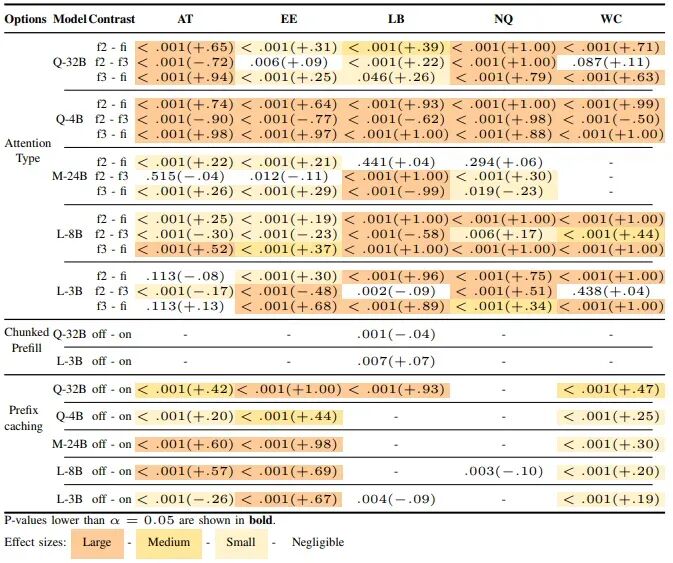 Options Model Contrast AT EE LB NQ WC
f2 - fi < .001(+.65) < .001(+.31) < .001(+.39) < .001(+1.00) < .001(+.71)
Q-32B f2 - f3 < .001(−.72) .006(+.09) < .001(+.22) < .001(+1.00) .087(+.11)
f3 - fi < .001(+.94) < .001(+.25) .046(+.26) < .001(+.79) < .001(+.63)
f2 - fi < .001(+.74) < .001(+.64) < .001(+.93) < .001(+1.00) < .001(+.99)
Q-4B f2 - f3 < .001(−.90) < .001(−.77) < .001(−.62) < .001(+.98) < .001(−.50)
f3 - fi < .001(+.98) < .001(+.97) < .001(+1.00) < .001(+.88) < .001(+1.00)
Attention
Type
f2 - fi < .001(+.22) < .001(+.21) .441(+.04) .294(+.06) -
M-24B f2 - f3 .515(−.04) .012(−.11) < .001(+1.00) < .001(+.30) -
f3 - fi < .001(+.26) < .001(+.29) < .001(−.99) .019(−.23) -
f2 - fi < .001(+.25) < .001(+.19) < .001(+1.00) < .001(+1.00) < .001(+1.00)
L-8B f2 - f3 < .001(−.30) < .001(−.23) < .001(−.58) .006(+.17) < .001(+.44)
f3 - fi < .001(+.52) < .001(+.37) < .001(+1.00) < .001(+1.00) < .001(+1.00)
f2 - fi .113(−.08) < .001(+.30) < .001(+.96) < .001(+.75) < .001(+1.00)
L-3B f2 - f3 < .001(−.17) < .001(−.48) .002(−.09) < .001(+.51) .438(+.04)
f3 - fi .113(+.13) < .001(+.68) < .001(+.89) < .001(+.34) < .001(+1.00)
Chunked
Prefill
Q-32B off - on - - .001(−.04) - -
L-3B off - on - - .007(+.07) - -
Q-32B off - on < .001(+.42) < .001(+1.00) < .001(+.93) - < .001(+.47)
Prefix
caching
Q-4B off - on < .001(+.20) < .001(+.44) - - < .001(+.25)
M-24B off - on < .001(+.60) < .001(+.98) - - < .001(+.30)
L-8B off - on < .001(+.57) < .001(+.69) - .003(−.10) < .001(+.20)
L-3B off - on < .001(−.26) < .001(+.67) .004(−.09) - < .001(+.19)
P-values lower than α = 0.05 are shown in bold.
Effect sizes: Large - Medium - Small - Negligible